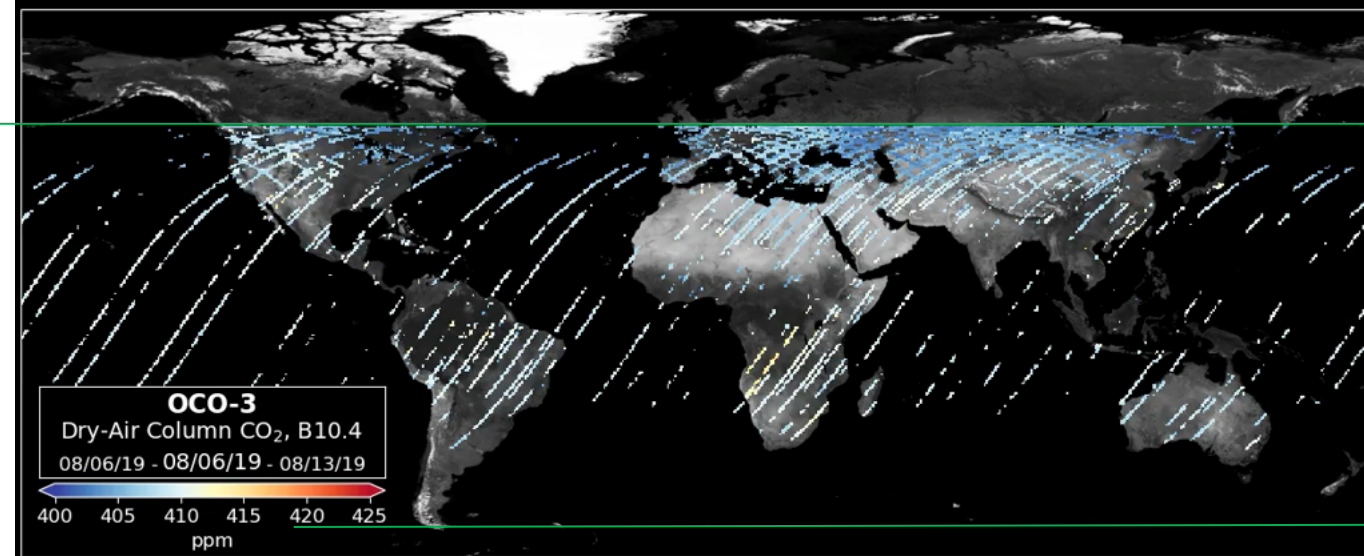 OCO-3
Dry-Air Column CO₂, B10.4
08/06/19 - 08/06/19 - 08/13/19
400 405 410 415 420 425
ppm